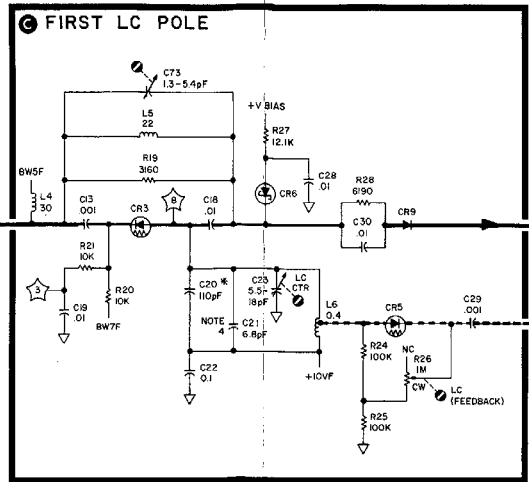 C FIRST LC POLE
C73
1.3-5.4pF
L5
22
R19
3160
+V BIAS
R27
12.1K
C28
.01
CR6
R28
6190
C30
.01
CR9
BW5F
L4
30
C13
.001
CR3
8
C18
.01
R21
10K
3
C19
.01
R20
10K
BW7F
C20*
110pF
NOTE
4
C21
6.8pF
C23
5.5-
18pF
LC
CTR
L6
0.4
CR5
C29
.001
C22
0.1
+10VF
R24
100K
NC
R26
1M
CW
LC
(FEEDBACK)
R25
100K